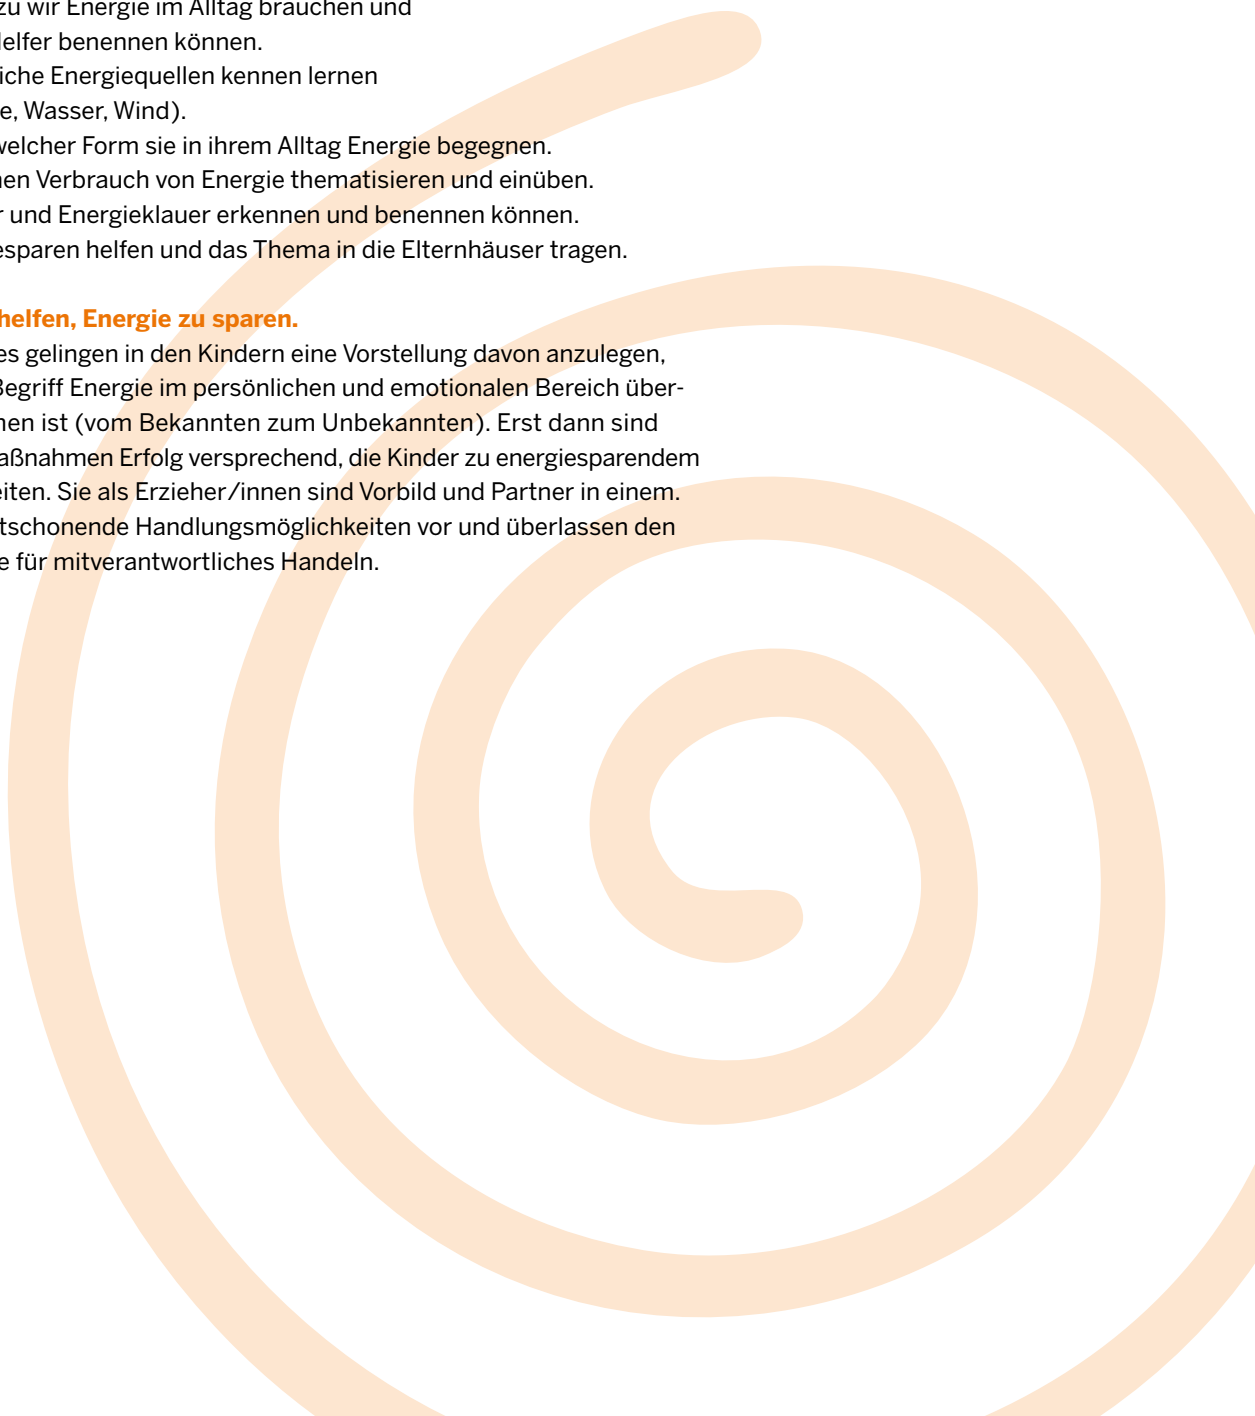 zu wir Energie im Alltag brauchen und
Helfer benennen können.
iche Energiequellen kennen lernen
e, Wasser, Wind).
welcher Form sie in ihrem Alltag Energie begegnen.
en Verbrauch von Energie thematisieren und einüben.
r und Energieklauer erkennen und benennen können.
esparen helfen und das Thema in die Elternhäuser tragen.
helfen, Energie zu sparen.
es gelingen in den Kindern eine Vorstellung davon anzulegen,
Begriff Energie im persönlichen und emotionalen Bereich über-
men ist (vom Bekannten zum Unbekannten). Erst dann sind
aßnahmen Erfolg versprechend, die Kinder zu energiesparendem
eiten. Sie als Erzieher/innen sind Vorbild und Partner in einem.
tschonende Handlungsmöglichkeiten vor und überlassen den
e für mitverantwortliches Handeln.